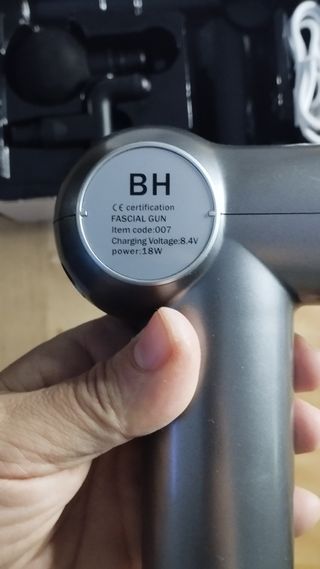 BH
CE certification
FASCIAL GUN
Item code:007
Charging Voltage:8.4V
power:18W